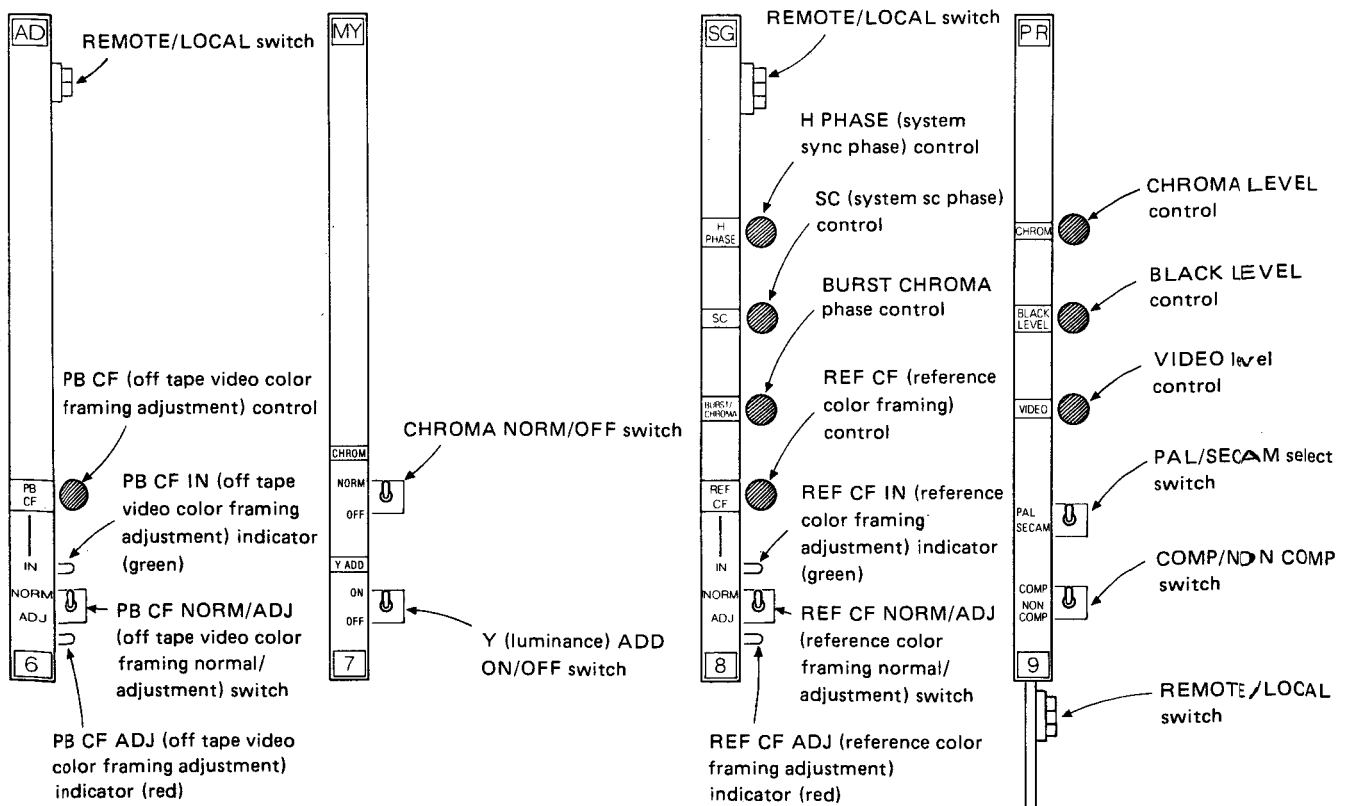 AD
REMOTE/LOCAL switch
PB CF (off tape video color
framing adjustment) control
PB
CF
PB CF IN (off tape
video color framing
adjustment) indicator
(green)
IN
NORM
ADJ
PB CF NORM/ADJ
(off tape video color
framing normal/
adjustment) switch
6
PB CF ADJ (off tape video
color framing adjustment)
indicator (red)
MY
CHROM
CHROMA NORM/OFF switch
NORM
OFF
Y ADD
ON
OFF
Y (luminance) ADD
ON/OFF switch
7
SG
REMOTE/LOCAL switch
H PHASE (system
sync phase) control
H
PHASE
SC (system sc phase)
control
SC
BURST CHROMA
phase control
BURST/
CHROMA
REF CF (reference
color framing)
control
REF
CF
REF CF IN (reference
color framing
adjustment) indicator
(green)
IN
NORM
ADJ
REF CF NORM/ADJ
(reference color
framing normal/
adjustment) switch
8
REF CF ADJ (reference color
framing adjustment)
indicator (red)
PR
CHROMA LEVEL
control
CHROM
BLACK LEVEL
control
BLACK
LEVEL
VIDEO level
control
VIDEO
PAL/SECAM select
switch
PAL
SECAM
COMP/NON COMP
switch
COMP
NON
COMP
9
REMOTE/LOCAL
switch